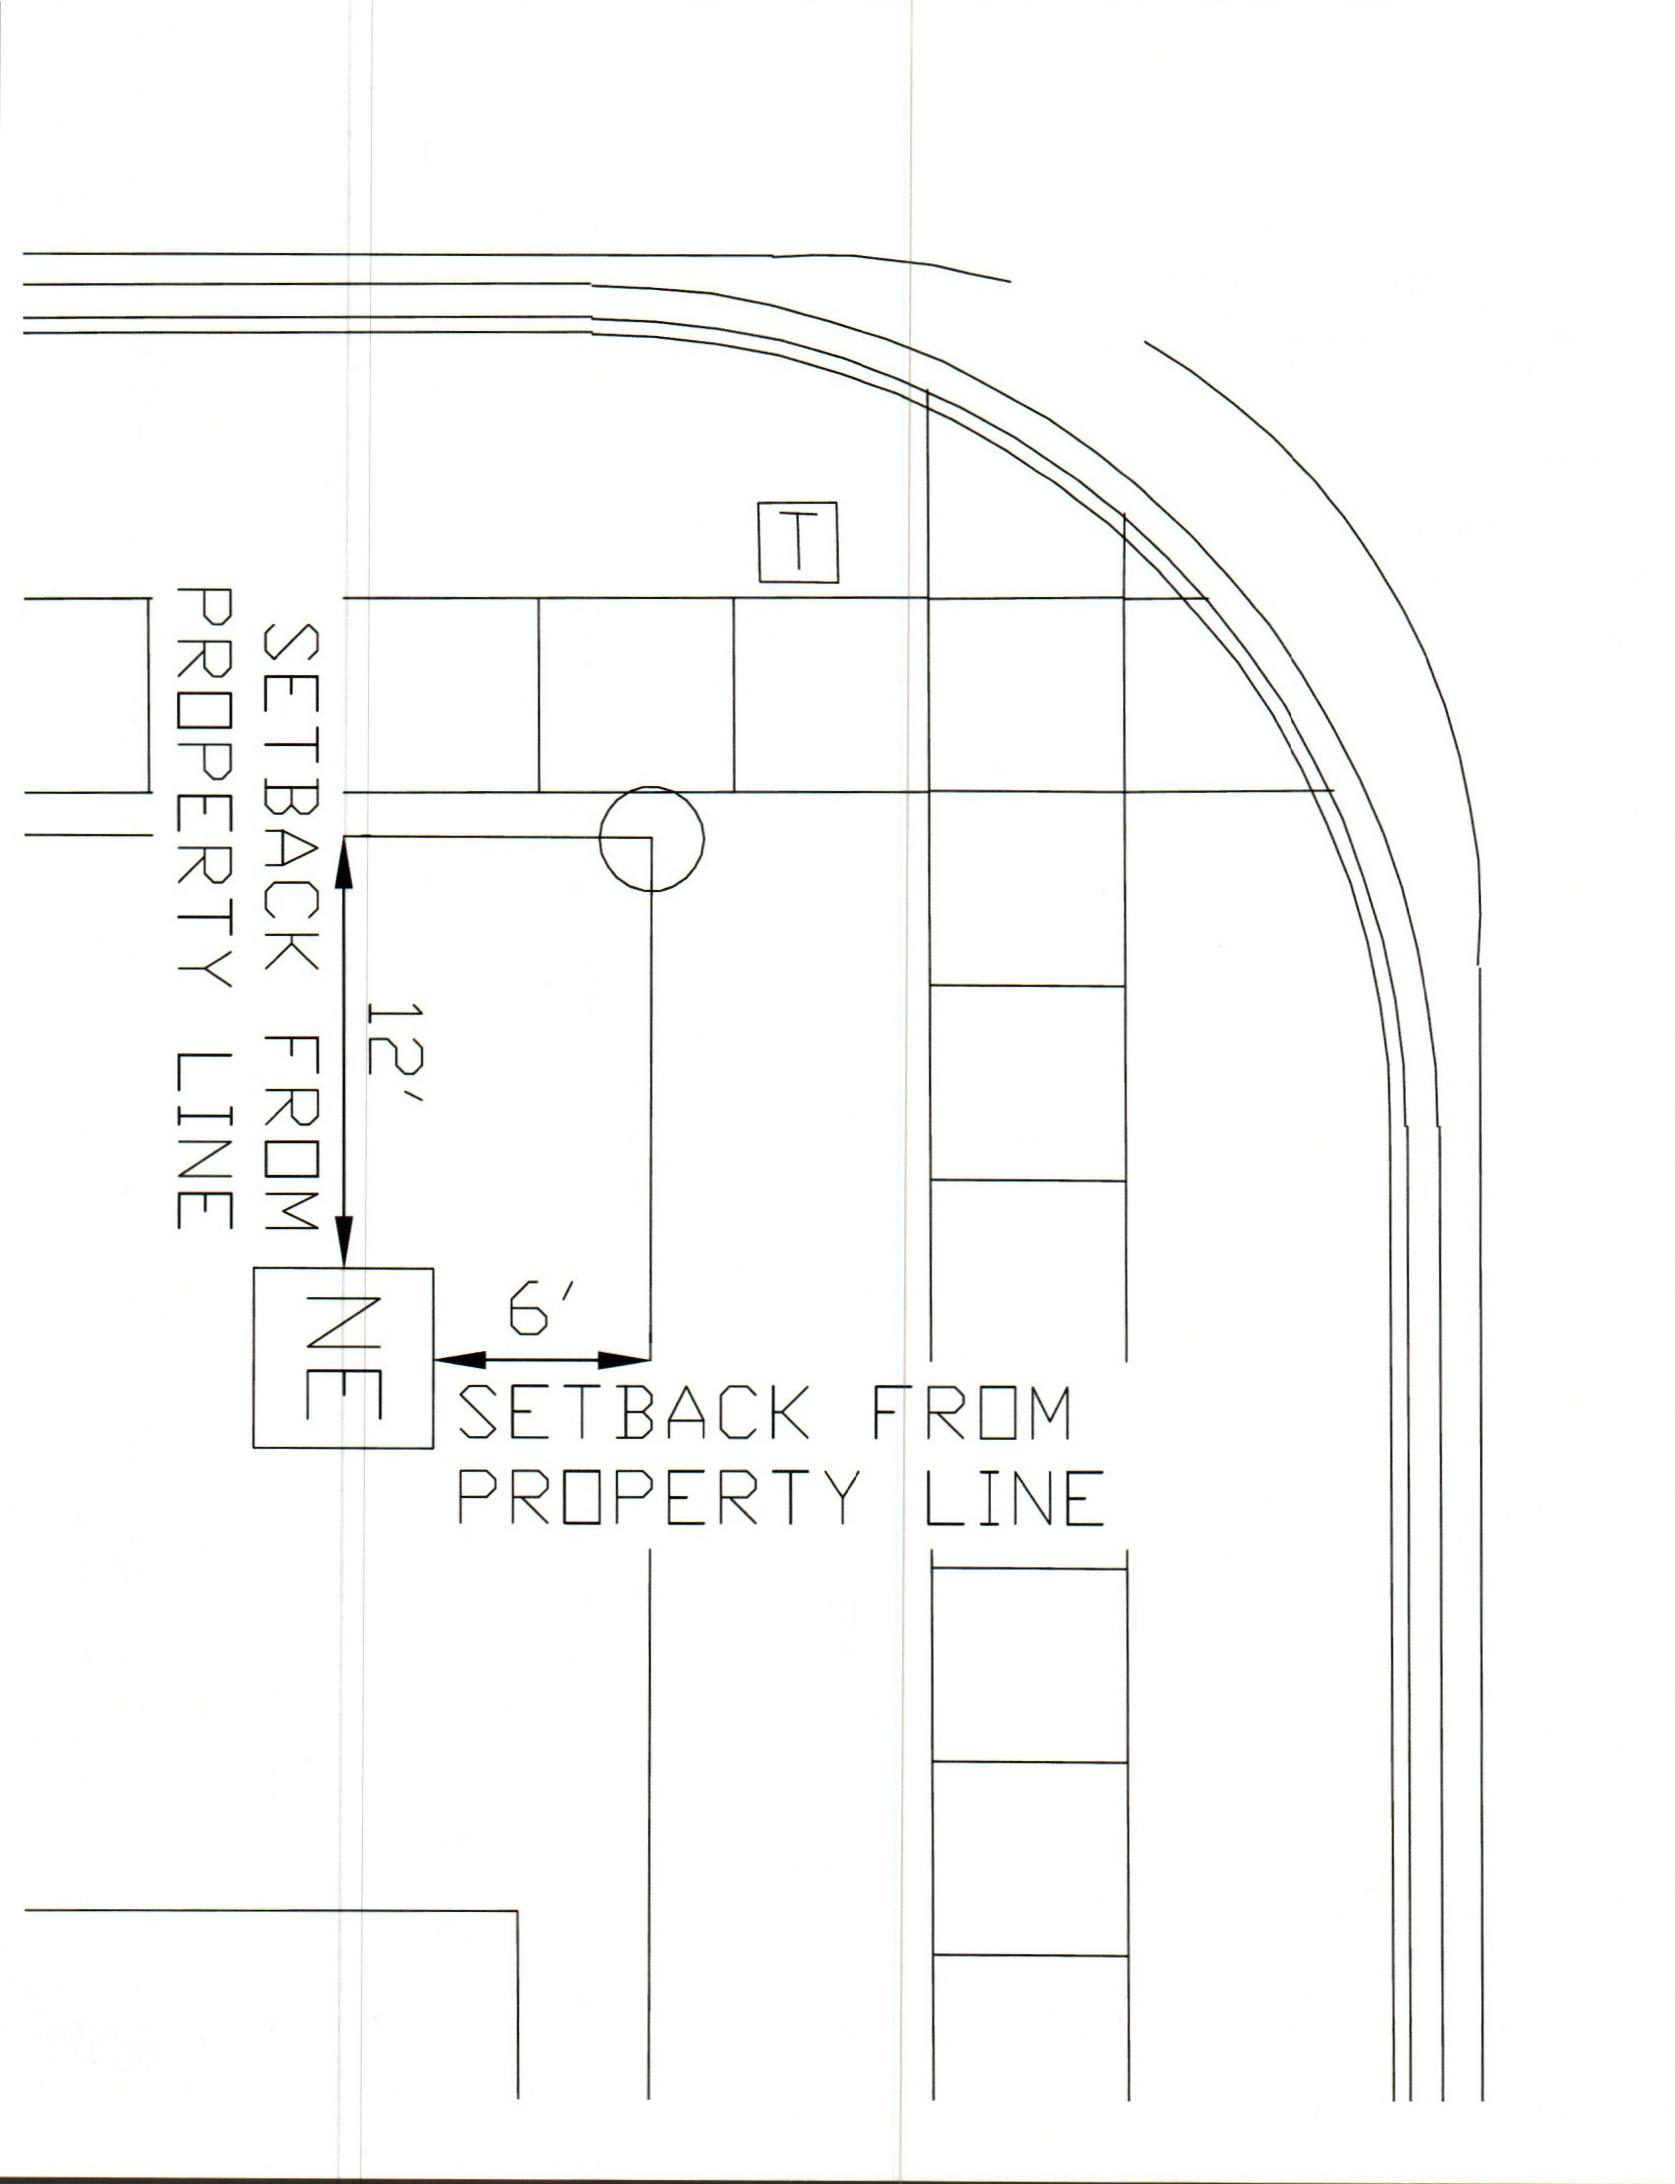 T
SETBACK FROM
PROPERTY LINE
12'
NE
6'
SETBACK FROM
PROPERTY LINE